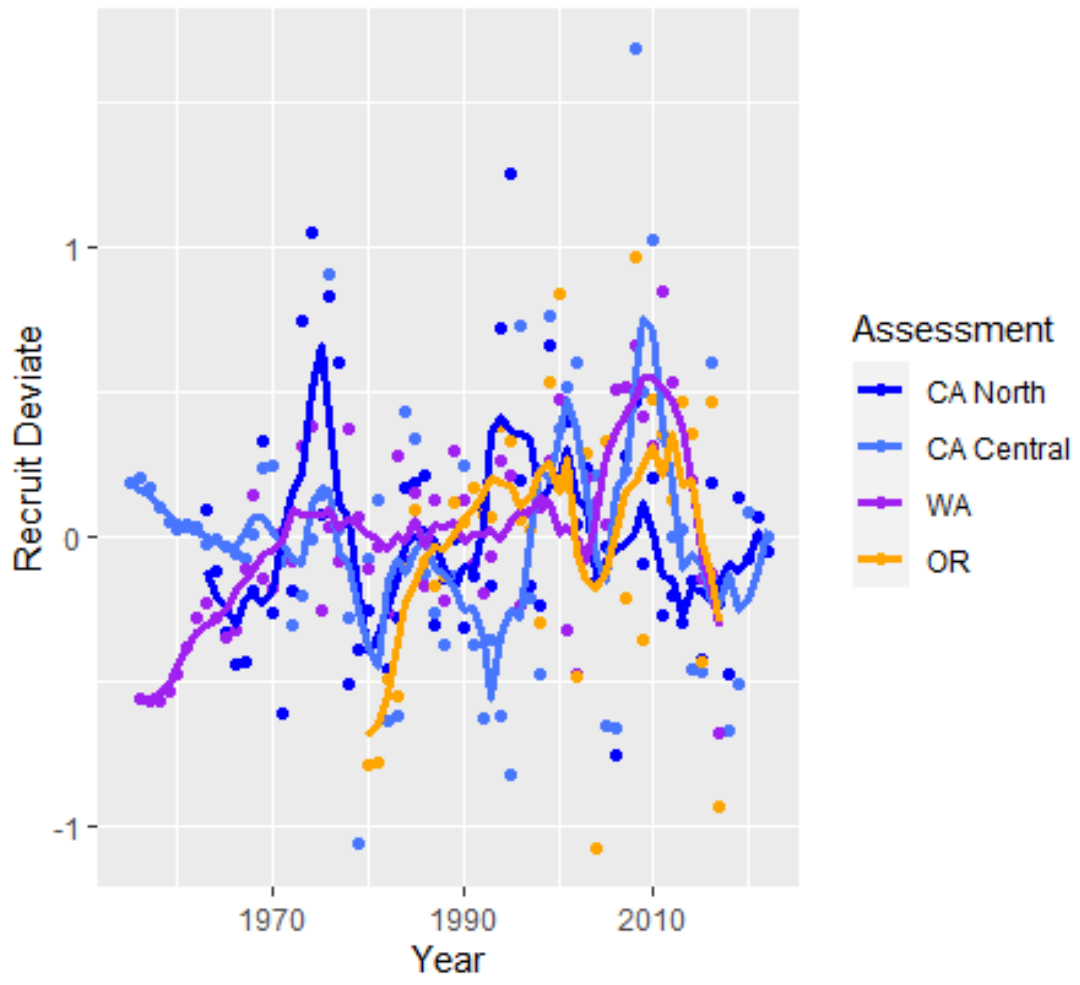 Recruit Deviate
1
0
-1
1970 1990 2010
Year
Assessment
CA North
CA Central
WA
OR